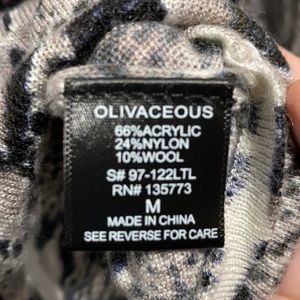 OLIVACEOUS
66%ACRYLIC
24%NYLON
10%WOOL
S# 97-122LTL
RN# 135773
M
MADE IN CHINA
SEE REVERSE FOR CARE